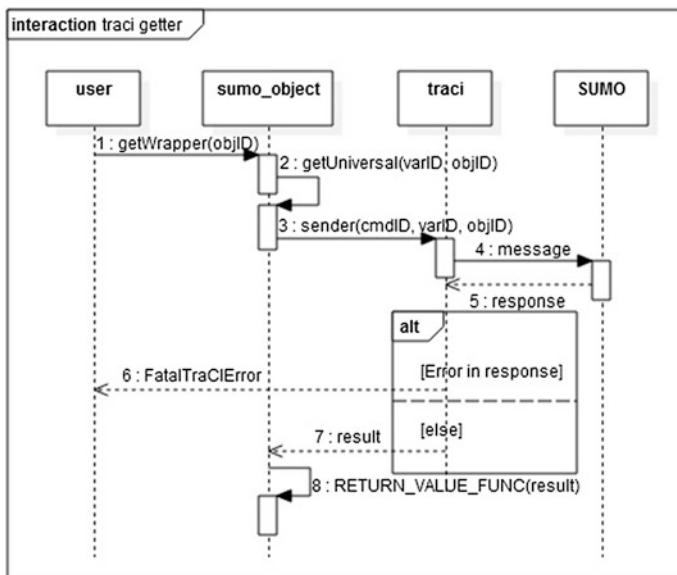 interaction traci getter
user
sumo_object
traci
SUMO
1 : getWrapper(objID)
2 : getUniversal(varID, objID)
3 : sender(cmdID, varID, objID)
4 : message
5 : response
alt
[Error in response]
6 : FatalTraCIError
[else]
7 : result
8 : RETURN_VALUE_FUNC(result)